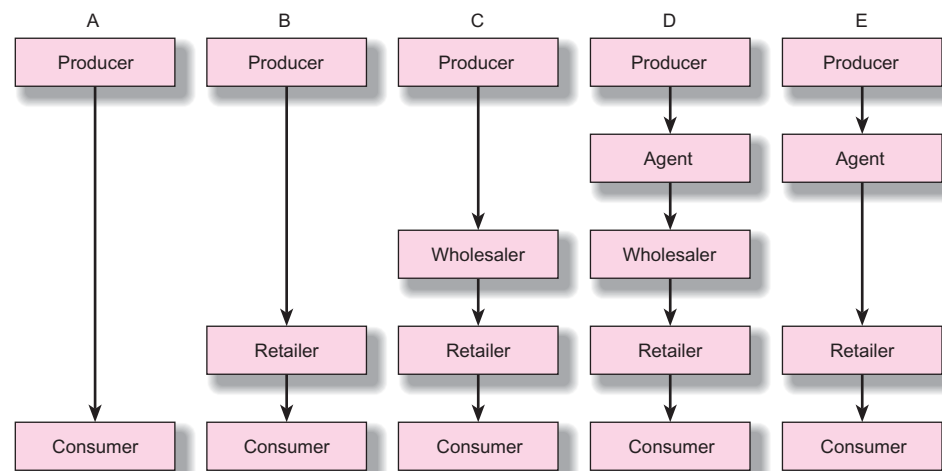 A B C D E
Producer Producer Producer Producer Producer
Agent Agent
Wholesaler Wholesaler
Retailer Retailer Retailer Retailer
Consumer Consumer Consumer Consumer Consumer